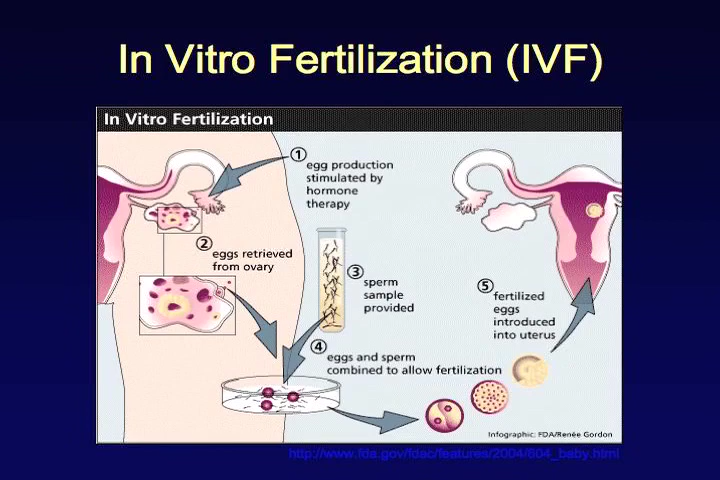 In Vitro Fertilization (IVF)
In Vitro Fertilization
① egg production
stimulated by
hormone
therapy
② eggs retrieved
from ovary
③ sperm
sample
provided
④ eggs and sperm
combined to allow fertilization
⑤ fertilized
eggs
introduced
into uterus
Infographic: FDA/Renée Gordon
http://www.fda.gov/fdac/features/2004/604_baby.html